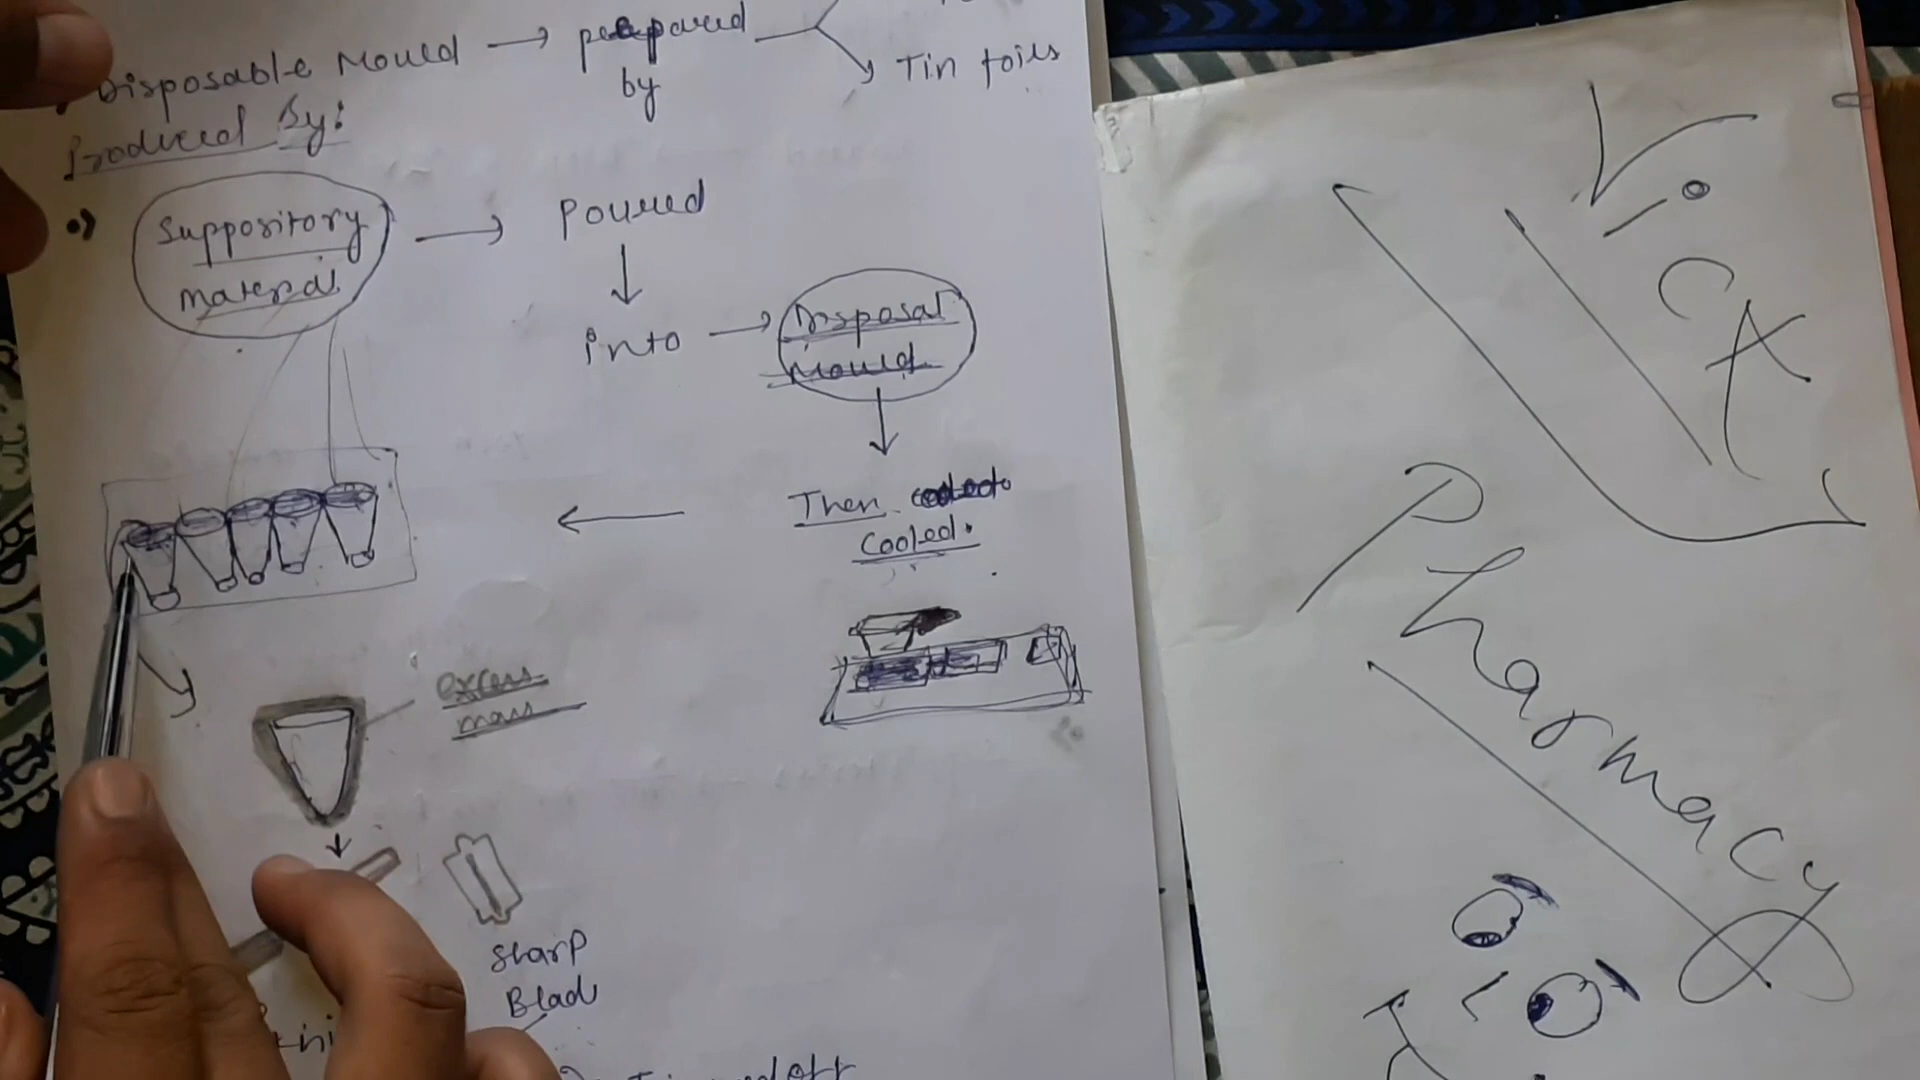 Disposable Mould → prepared
by
Tin foils
Produced By:
Suppository
material
→ Poured
into → Disposal
Mould
Then
Cooled.
excess
mass
Sharp
Blade
Pharmacy